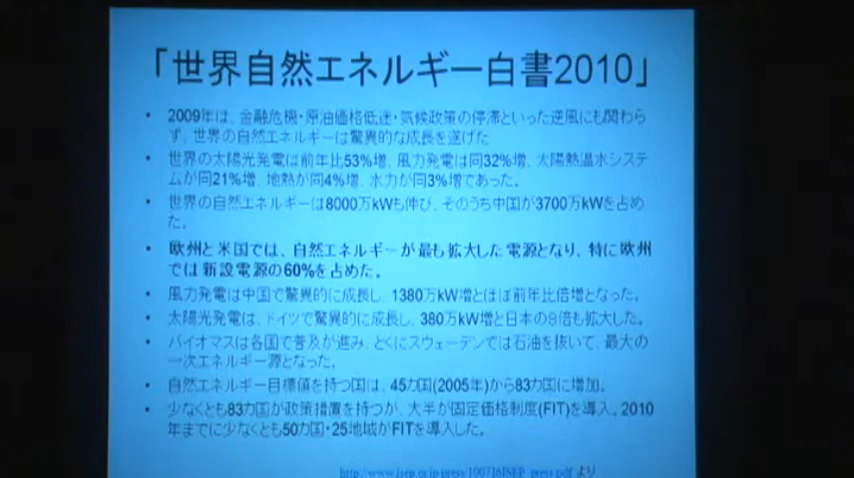 「世界自然エネルギー白書2010」
• 2009年は、金融危機・原油価格低迷・気候政策の停滞といった逆風にも関わら
ず、世界の自然エネルギーは驚異的な成長を遂げた
• 世界の太陽光発電は前年比53%増、風力発電は同32%増、太陽熱温水システ
ムが同21%増、地熱が同4%増、水力が同3%増であった。
• 世界の自然エネルギーは8000万kWも伸び、そのうち中国が3700万kWを占め
た。
• 欧州と米国では、自然エネルギーが最も拡大した電源となり、特に欧州
では新設電源の60%を占めた。
• 風力発電は中国で驚異的に成長し、1380万kW増とほぼ前年比倍増となった。
• 太陽光発電は、ドイツで驚異的に成長し、380万kW増と日本の8倍も拡大した。
• バイオマスは各国で普及が進み、とくにスウェーデンでは石油を抜いて、最大の
一次エネルギー源となった。
• 自然エネルギー目標値を持つ国は、45カ国(2005年)から83カ国に増加。
• 少なくとも83カ国が政策措置を持つが、大半が固定価格制度(FIT)を導入。2010
年までに少なくとも50カ国・25地域がFITを導入した。
http://www.isep.or.jp/press/100716ISEP_press.pdf より